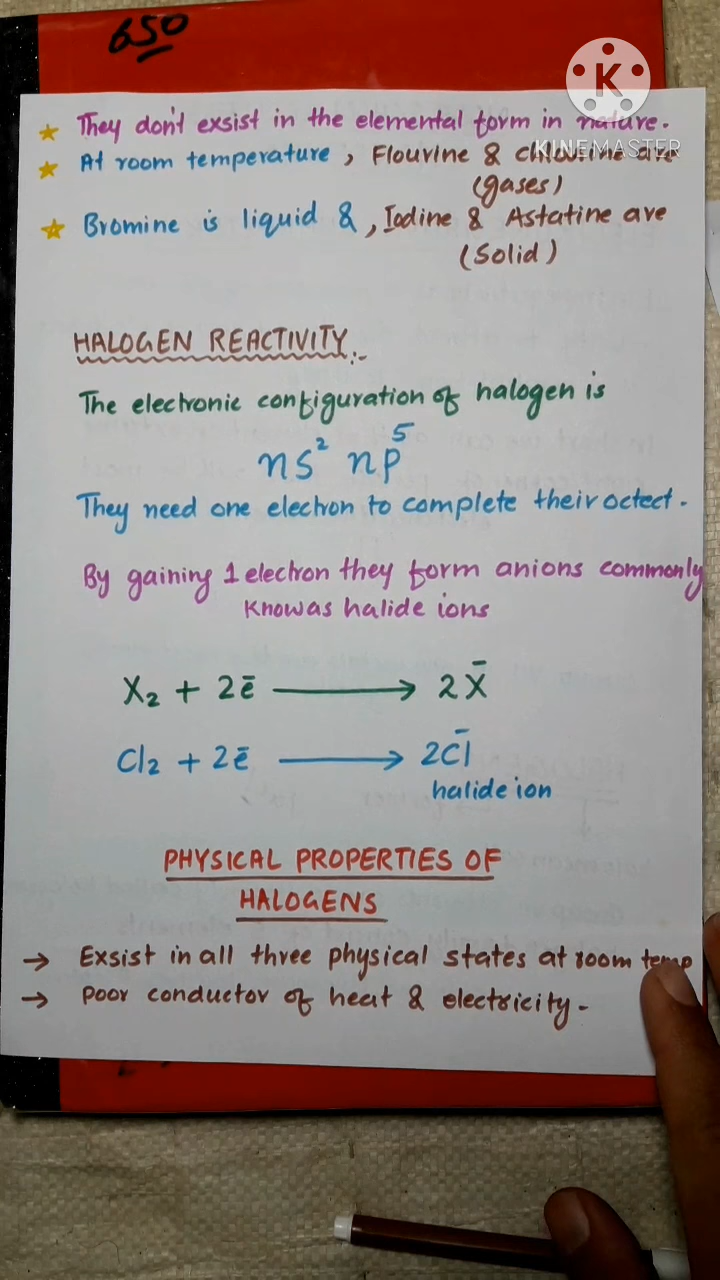 650
K
KINEMASTER
They don't exsist in the elemental form in nature.
At room temperature, Flourine & chlourine are
(gases)
Bromine is liquid &, Iodine & Astatine are
(Solid)
HALOGEN REACTIVITY:-
The electronic configuration of halogen is
ns² np⁵
They need one electron to complete their octect.
By gaining 1 electron they form anions commonly
Knowas halide ions
X₂ + 2ē ⟶ 2X̄
Cl₂ + 2ē ⟶ 2Cl̄
halide ion
PHYSICAL PROPERTIES OF
HALOGENS
→ Exsist in all three physical states at room temp
→ Poor conductor of heat & electricity.